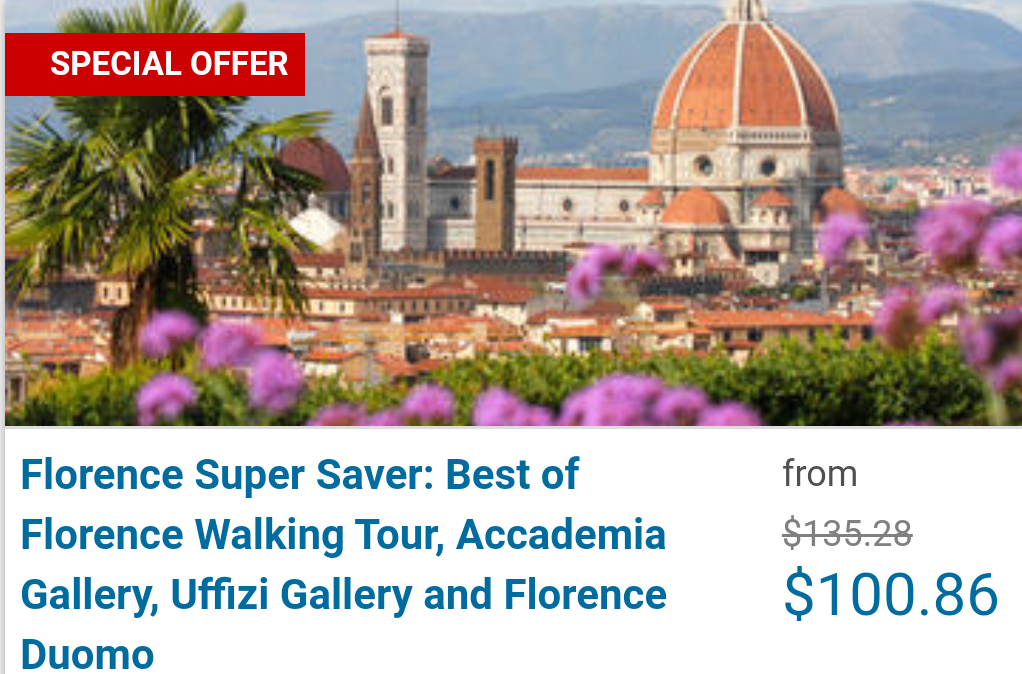 SPECIAL OFFER
Florence Super Saver: Best of
Florence Walking Tour, Accademia
Gallery, Uffizi Gallery and Florence
Duomo
from
$135.28
$100.86